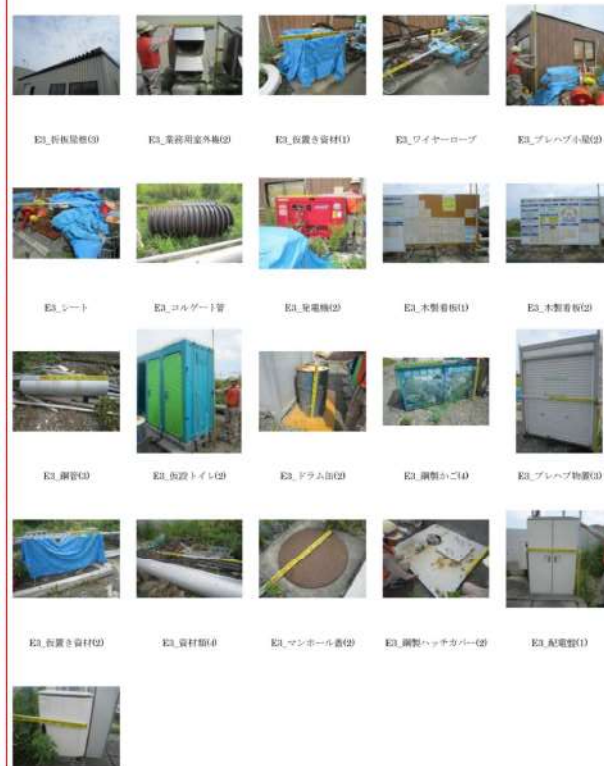 E3_折板屋根(3)
E3_業務用室外機(2)
E3_仮置き資材(1)
E3_ワイヤーロープ
E3_プレハブ小屋(2)
E3_シート
E3_コルゲート管
E3_発電機(2)
E3_木製看板(1)
E3_木製看板(2)
E3_鋼管(3)
E3_仮設トイレ(2)
E3_ドラム缶(2)
E3_鋼製かご(4)
E3_プレハブ物置(3)
E3_仮置き資材(2)
E3_資材類(4)
E3_マンホール蓋(2)
E3_鋼製ハッチカバー(2)
E3_配電盤(1)